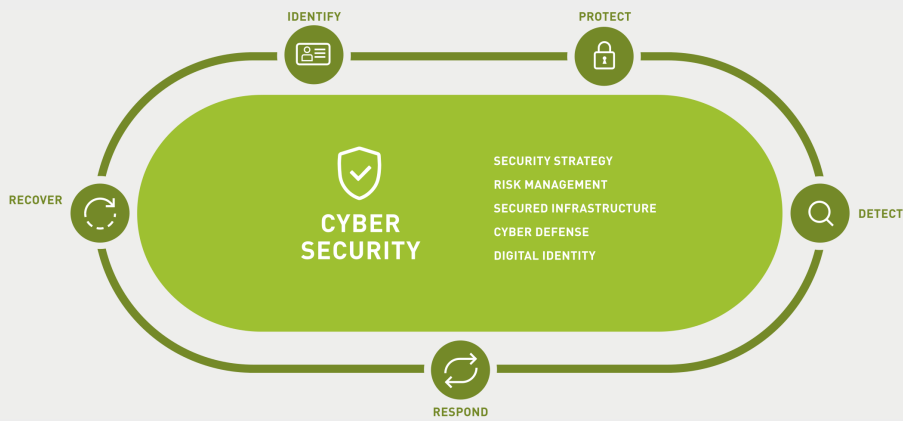 IDENTIFY
PROTECT
RECOVER
DETECT
CYBER
SECURITY
SECURITY STRATEGY
RISK MANAGEMENT
SECURED INFRASTRUCTURE
CYBER DEFENSE
DIGITAL IDENTITY
RESPOND